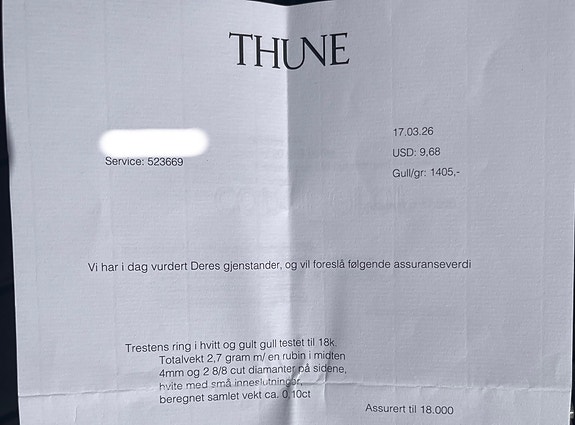 THUNE
17.03.26
USD: 9,68
Service: 523669
Gull/gr: 1405,-
Vi har i dag vurdert Deres gjenstander, og vil foreslå følgende assuranseverdi
Trestens ring i hvitt og gult gull testet til 18k.
Totalvekt 2,7 gram m/ en rubin i midten
4mm og 2 8/8 cut diamanter på sidene,
hvite med små inneslutninger,
beregnet samlet vekt ca. 0,10ct
Assurert til 18.000